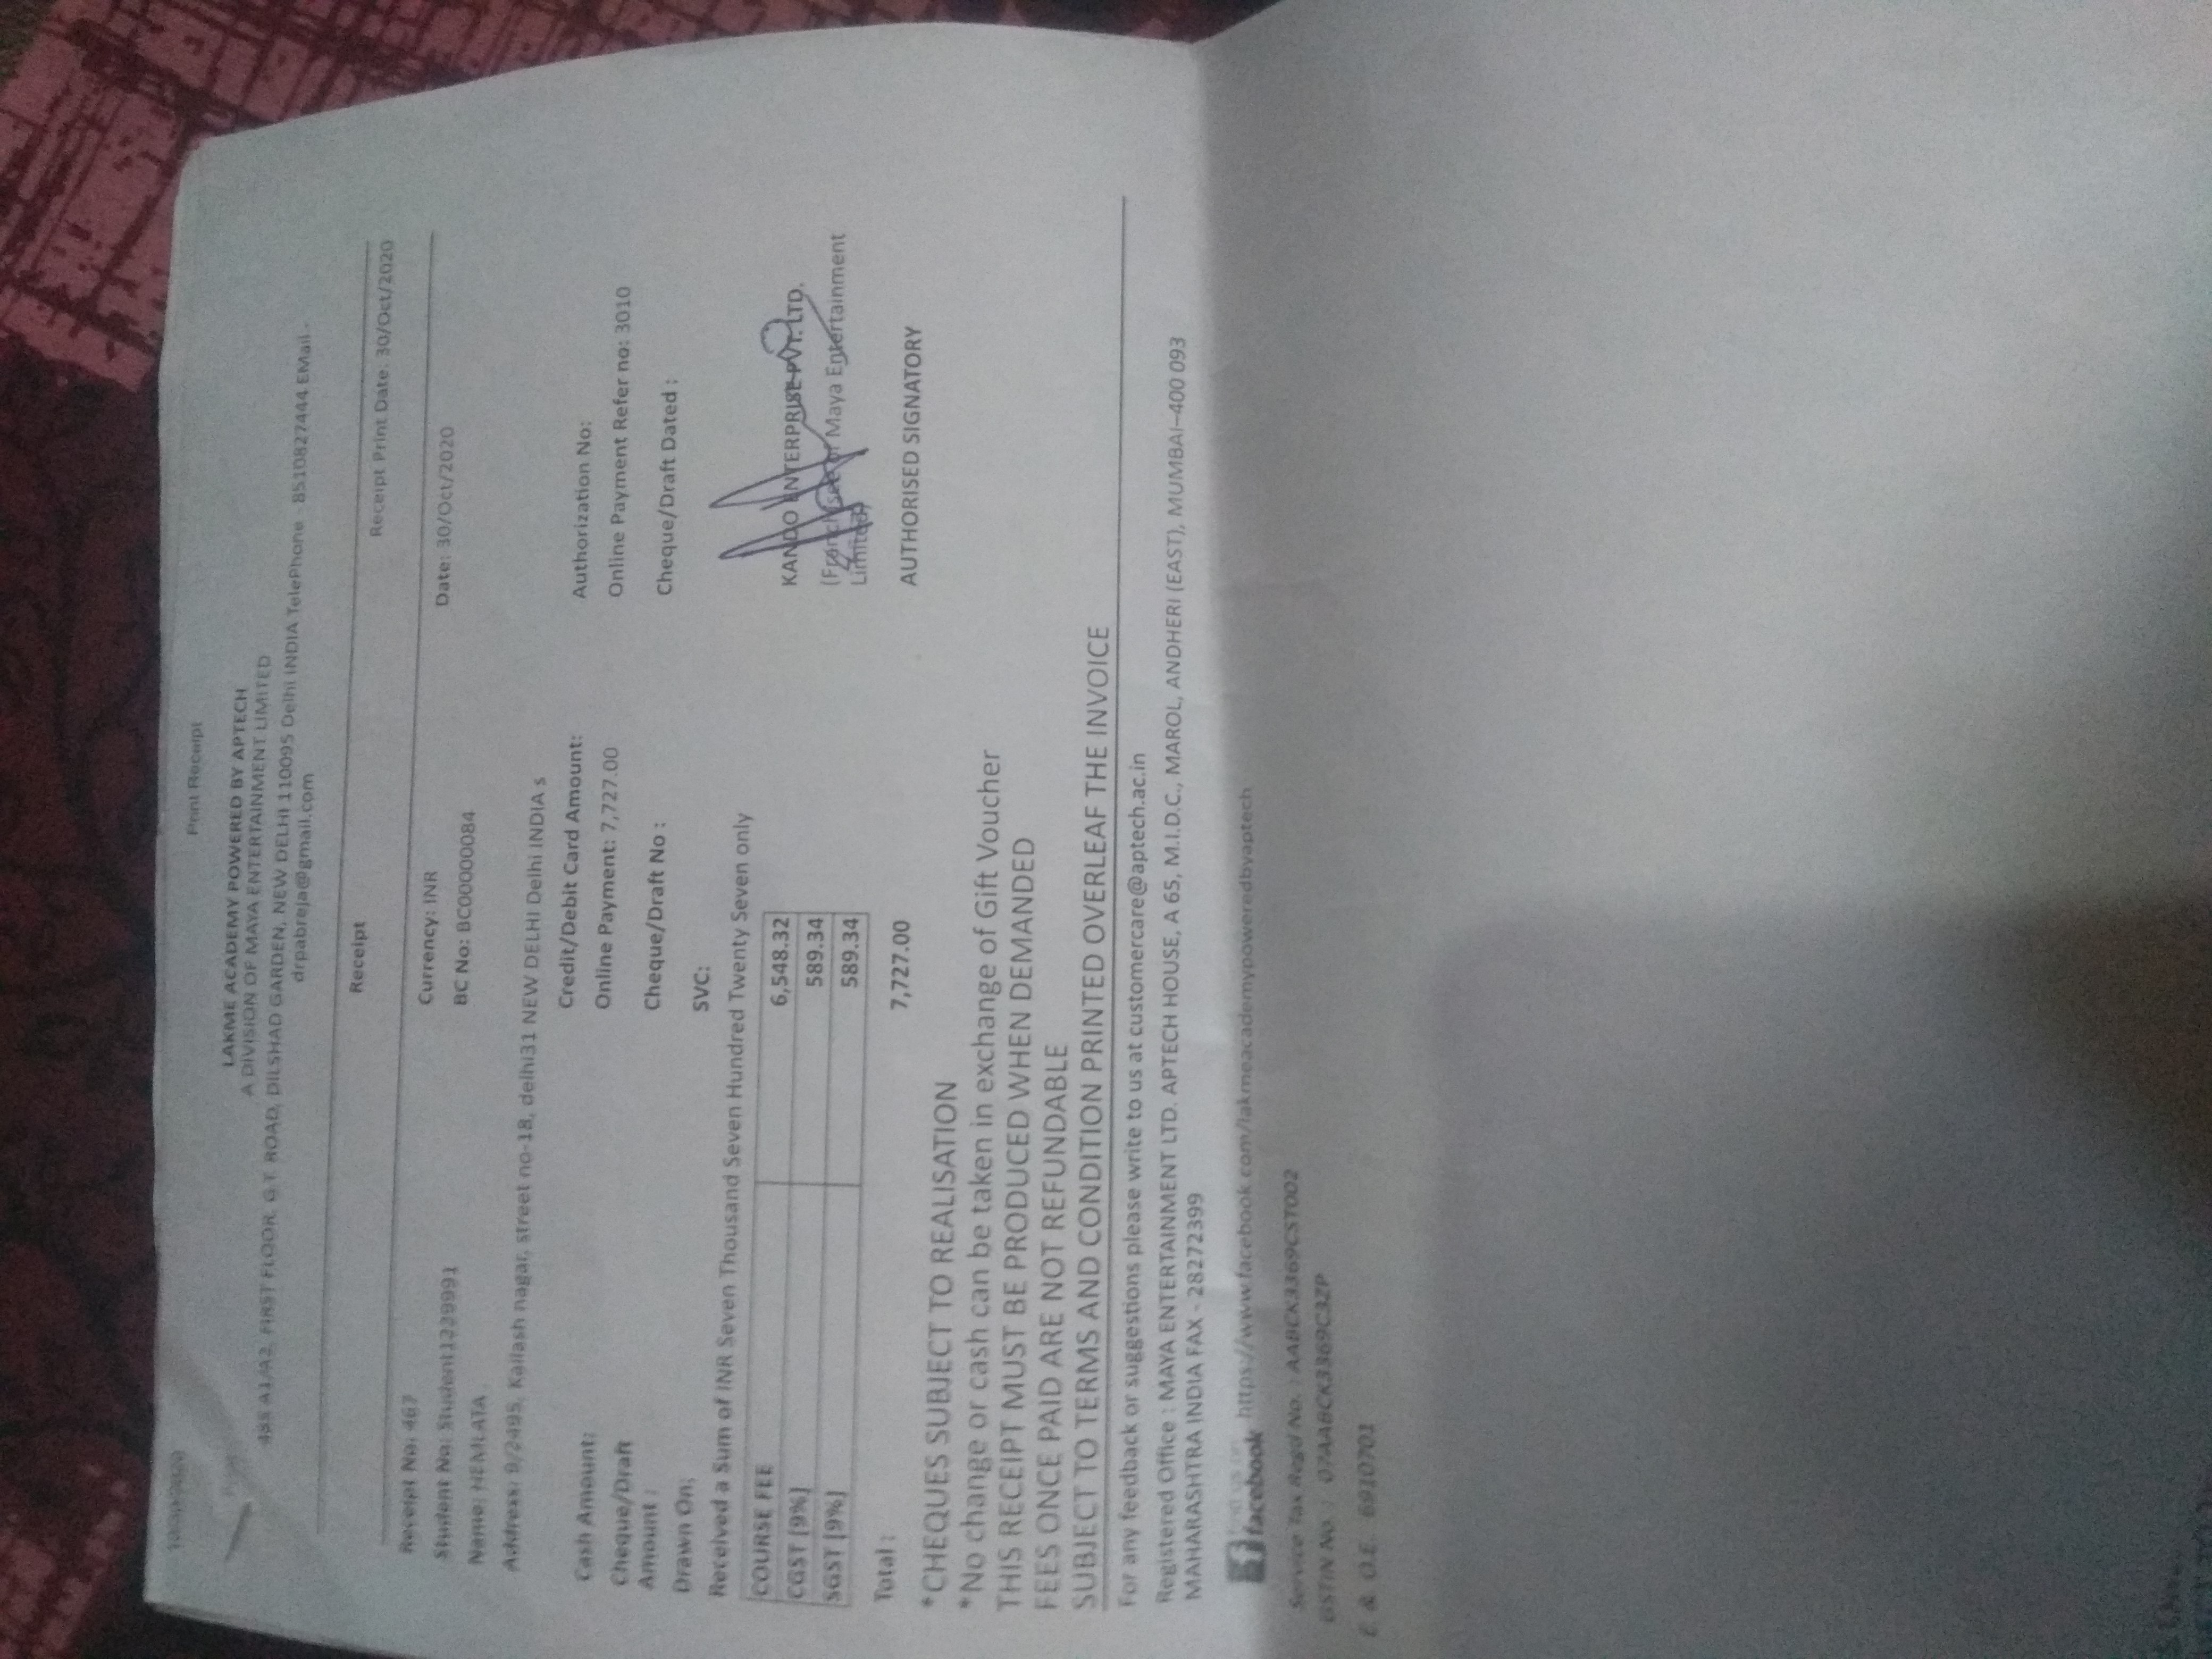 Print Receipt
LAKME ACADEMY POWERED BY APTECH
A DIVISION OF MAYA ENTERTAINMENT LIMITED
A1/A2, FIRST FLOOR, G.T. ROAD, DILSHAD GARDEN, NEW DELHI 110095 Delhi INDIA TelePhone - 8510827444 EMail -
drpabreja@gmail.com
Receipt
Receipt Print Date: 30/Oct/2020
Receipt No: 467
Currency: INR
Date: 30/Oct/2020
Student No:
BC No: BC00000084
Name: HEMLATA
Address: 9/2495, Kailash nagar, street no-18, delhi31 NEW DELHI Delhi INDIA s
Cash Amount:
Credit/Debit Card Amount:
Authorization No:
Cheque/Draft Amount :
Online Payment: 7,727.00
Online Payment Refer no: 3010
Drawn On:
Cheque/Draft No :
Cheque/Draft Dated :
SVC:
Received a Sum of INR Seven Thousand Seven Hundred Twenty Seven only
COURSE FEE 6,548.32
CGST [9%] 589.34
SGST [9%] 589.34
Total : 7,727.00
KANDO ENTERPRISE PVT. LTD.
(Franchisee of Maya Entertainment
Limited)
AUTHORISED SIGNATORY
*CHEQUES SUBJECT TO REALISATION
*No change or cash can be taken in exchange of Gift Voucher
THIS RECEIPT MUST BE PRODUCED WHEN DEMANDED
FEES ONCE PAID ARE NOT REFUNDABLE
SUBJECT TO TERMS AND CONDITION PRINTED OVERLEAF THE INVOICE
For any feedback or suggestions please write to us at customercare@aptech.ac.in
Registered Office : MAYA ENTERTAINMENT LTD. APTECH HOUSE, A 65, M.I.D.C., MAROL, ANDHERI (EAST), MUMBAI-400 093
MAHARASHTRA INDIA FAX - 28272399
facebook https://www.facebook.com/lakmeacademypoweredbyaptech
Service Tax Regd No. : AABCK3369CST002
GSTIN No : 07AABCK3369C3ZP
E. & O.E. 6910701